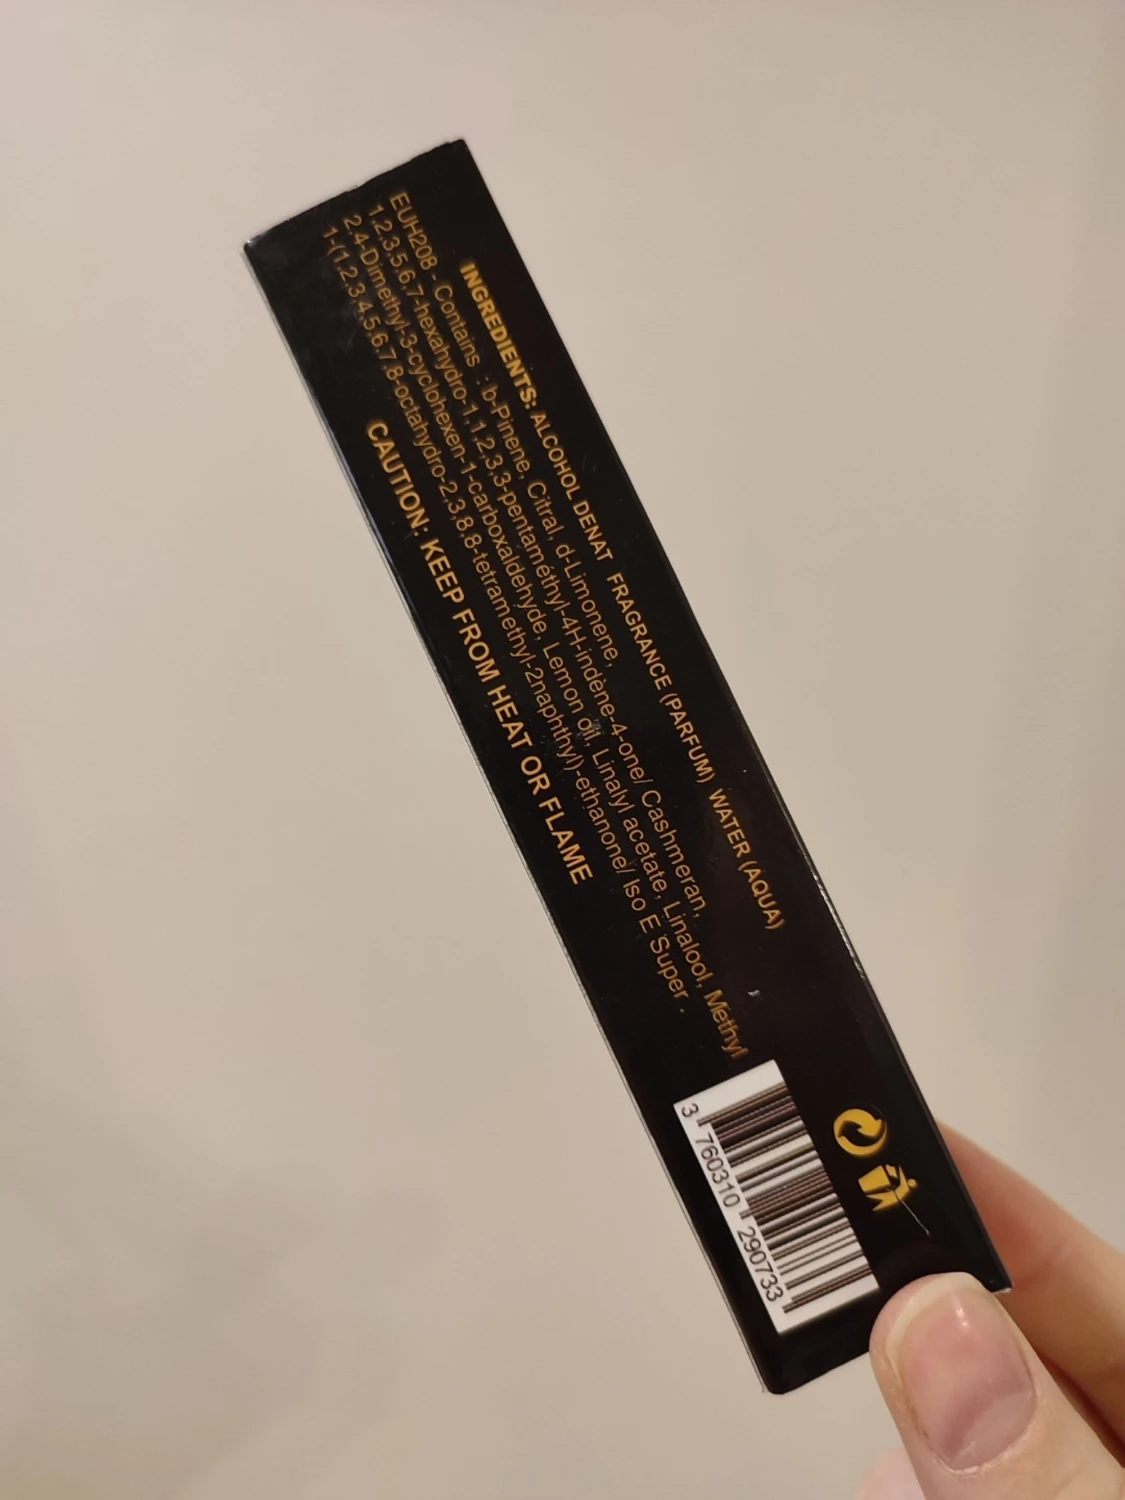 INGREDIENTS: ALCOHOL DENAT FRAGRANCE (PARFUM) WATER (AQUA)
EUH208 - Contains : b-Pinene, Citral, d-Limonene,
1,2,3,5,6,7-hexahydro-1,1,2,3,3-pentaméthyl-4H-indène-4-one/ Cashmeran,
2,4-Dimethyl-3-cyclohexen-1-carboxaldehyde, Lemon oil, Linalyl acetate, Linalool, Methyl
1-(1,2,3,4,5,6,7,8-octahydro-2,3,8,8-tetramethyl-2naphthyl)-ethanone/ Iso E Super .
CAUTION: KEEP FROM HEAT OR FLAME
3 760310 290733